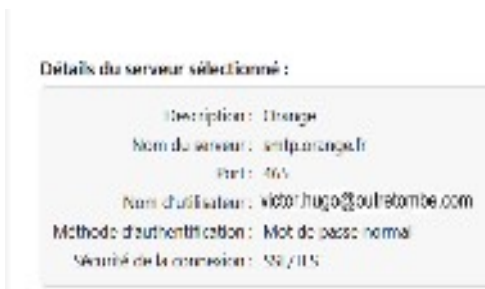 Détails du serveur sélectionné :
Description : Orange
Nom du serveur : smtp.orange.fr
Port : 465
Nom d'utilisateur : victor.hugo@outretombe.com
Méthode d'authentification : Mot de passe normal
Sécurité de la connexion : SSL/TLS